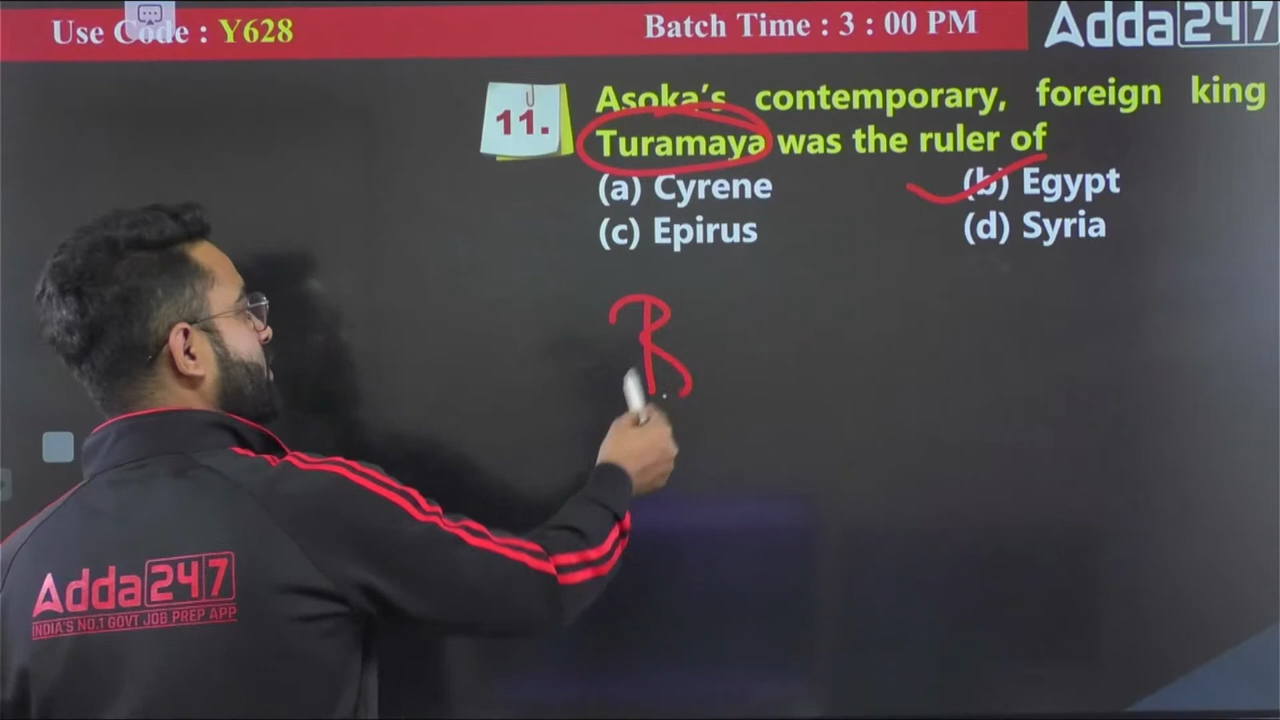 Use Code : Y628
Batch Time : 3 : 00 PM
Adda247
11.
Asoka's contemporary, foreign king
Turamaya was the ruler of
(a) Cyrene
(b) Egypt
(c) Epirus
(d) Syria
R
Adda247
INDIA'S NO.1 GOVT JOB PREP APP